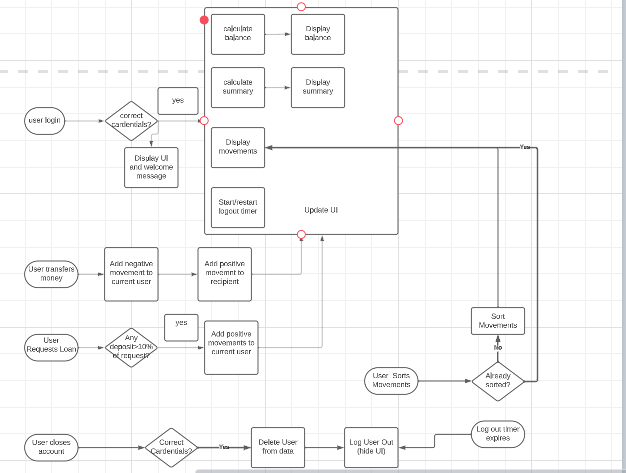 calculate
balance
Display
balance
calculate
summary
Display
summary
yes
user login
correct
cardentials?
Display UI
and welcome
message
Display
movements
Yes
Start/restart
logout timer
Update UI
User transfers
money
Add negative
movement to
current user
Add positive
movemnt to
recipient
User
Requests Loan
Any
deposit>10%
of request?
yes
Add positive
movements to
current user
Sort
Movements
No
User Sorts
Movements
Already
sorted?
User closes
account
Correct
Cardentials?
Yes
Delete User
from data
Log User Out
(hide UI)
Log out timer
expires